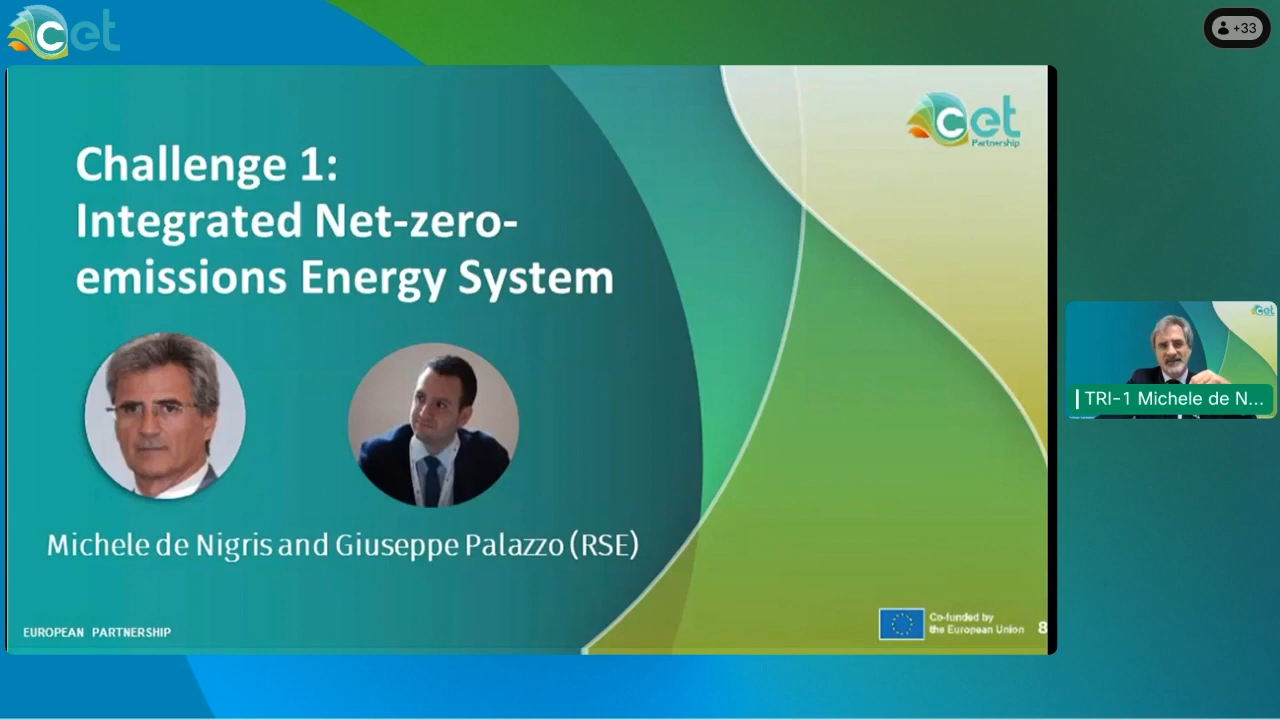 cet
+33
cet
Partnership
Challenge 1:
Integrated Net-zero-
emissions Energy System
cet
TRI-1 Michele de N...
Michele de Nigris and Giuseppe Palazzo (RSE)
EUROPEAN PARTNERSHIP
Co-funded by
the European Union
8